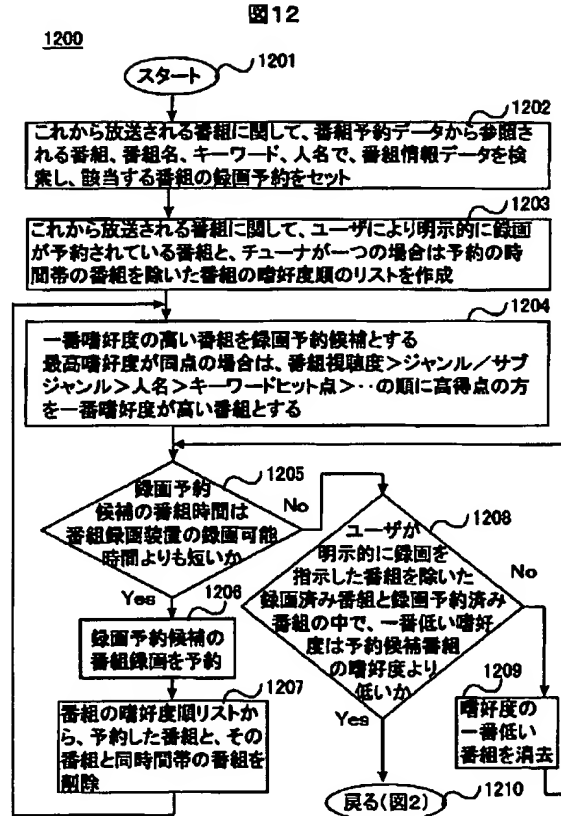 図12
1200
スタート
1201
1202
これから放送される番組に関して、番組予約データから参照さ
れる番組、番組名、キーワード、人名で、番組情報データを検
索し、該当する番組の録画予約をセット
1203
これから放送される番組に関して、ユーザにより明示的に録画
が予約されている番組と、チューナが一つの場合は予約の時
間帯の番組を除いた番組の嗜好度順のリストを作成
1204
一番嗜好度の高い番組を録画予約候補とする
最高嗜好度が同点の場合は、番組視聴度>ジャンル/サブ
ジャンル>人名>キーワードヒット点>‥の順に高得点の方
を一番嗜好度が高い番組とする
1205
録画予約
候補の番組時間は
番組録画装置の録画可能
時間よりも短いか
No
Yes
1206
録画予約候補の
番組録画を予約
1207
番組の嗜好度順リストか
ら、予約した番組と、その
番組と同時間帯の番組を
削除
1208
ユーザが
明示的に録画を
指示した番組を除いた
録画済み番組と録画予約済み
番組の中で、一番低い嗜好
度は予約候補番組
の嗜好度より
低いか
No
Yes
1209
嗜好度の
一番低い
番組を消去
戻る(図2)
1210